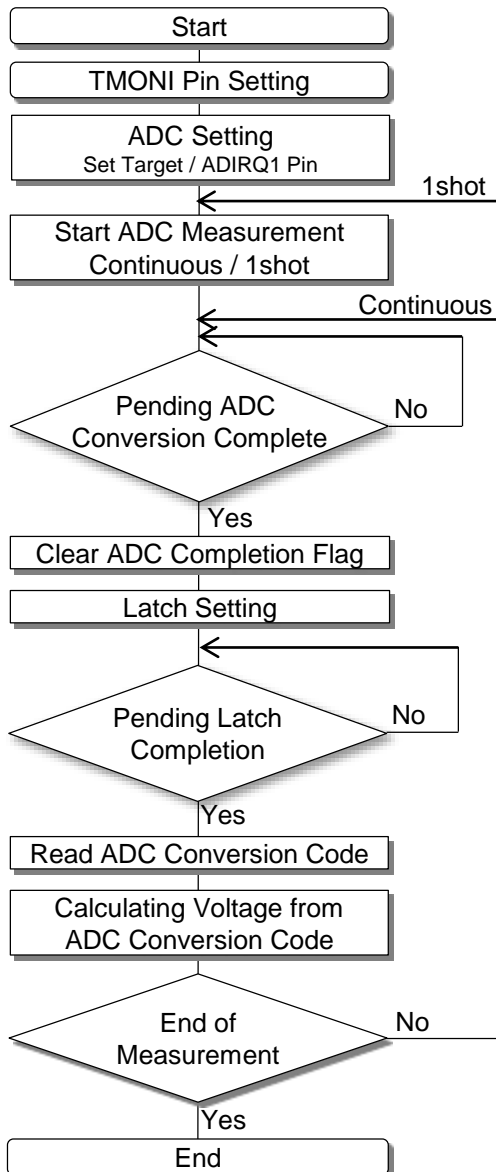 Start
TMONI Pin Setting
ADC Setting
Set Target / ADIRQ1 Pin
1shot
Start ADC Measurement
Continuous / 1shot
Continuous
Pending ADC
Conversion Complete
No
Yes
Clear ADC Completion Flag
Latch Setting
Pending Latch
Completion
No
Yes
Read ADC Conversion Code
Calculating Voltage from
ADC Conversion Code
End of
Measurement
No
Yes
End